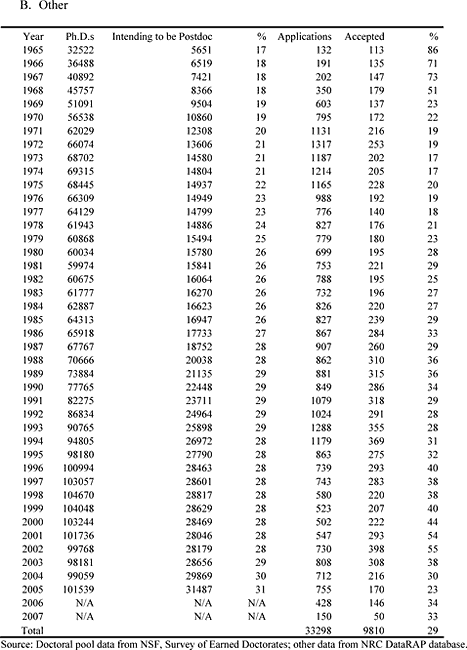 B. Other
Year Ph.D.s Intending to be Postdoc % Applications Accepted %
1965 32522 5651 17 132 113 86
1966 36488 6519 18 191 135 71
1967 40892 7421 18 202 147 73
1968 45757 8366 18 350 179 51
1969 51091 9504 19 603 137 23
1970 56538 10860 19 795 172 22
1971 62029 12308 20 1131 216 19
1972 66074 13606 21 1317 253 19
1973 68702 14580 21 1187 202 17
1974 69315 14804 21 1214 205 17
1975 68445 14937 22 1165 228 20
1976 66309 14949 23 988 192 19
1977 64129 14799 23 776 140 18
1978 61943 14886 24 827 176 21
1979 60868 15494 25 779 180 23
1980 60034 15780 26 699 195 28
1981 59974 15841 26 753 221 29
1982 60675 16064 26 788 195 25
1983 61777 16270 26 732 196 27
1984 62887 16623 26 826 220 27
1985 64313 16947 26 827 239 29
1986 65918 17733 27 867 284 33
1987 67767 18752 28 907 260 29
1988 70666 20038 28 862 310 36
1989 73884 21135 29 881 315 36
1990 77765 22448 29 849 286 34
1991 82275 23711 29 1079 318 29
1992 86834 24964 29 1024 291 28
1993 90765 25898 29 1288 355 28
1994 94805 26972 28 1179 369 31
1995 98180 27790 28 863 275 32
1996 100994 28463 28 739 293 40
1997 103057 28601 28 743 283 38
1998 104670 28817 28 580 220 38
1999 104048 28629 28 523 207 40
2000 103244 28469 28 502 222 44
2001 101736 28046 28 547 293 54
2002 99768 28179 28 730 398 55
2003 98181 28656 29 808 308 38
2004 99059 29869 30 712 216 30
2005 101539 31487 31 755 170 23
2006 N/A N/A N/A 428 146 34
2007 N/A N/A N/A 150 50 33
Total 33298 9810 29
Source: Doctoral pool data from NSF, Survey of Earned Doctorates; other data from NRC DataRAP database.